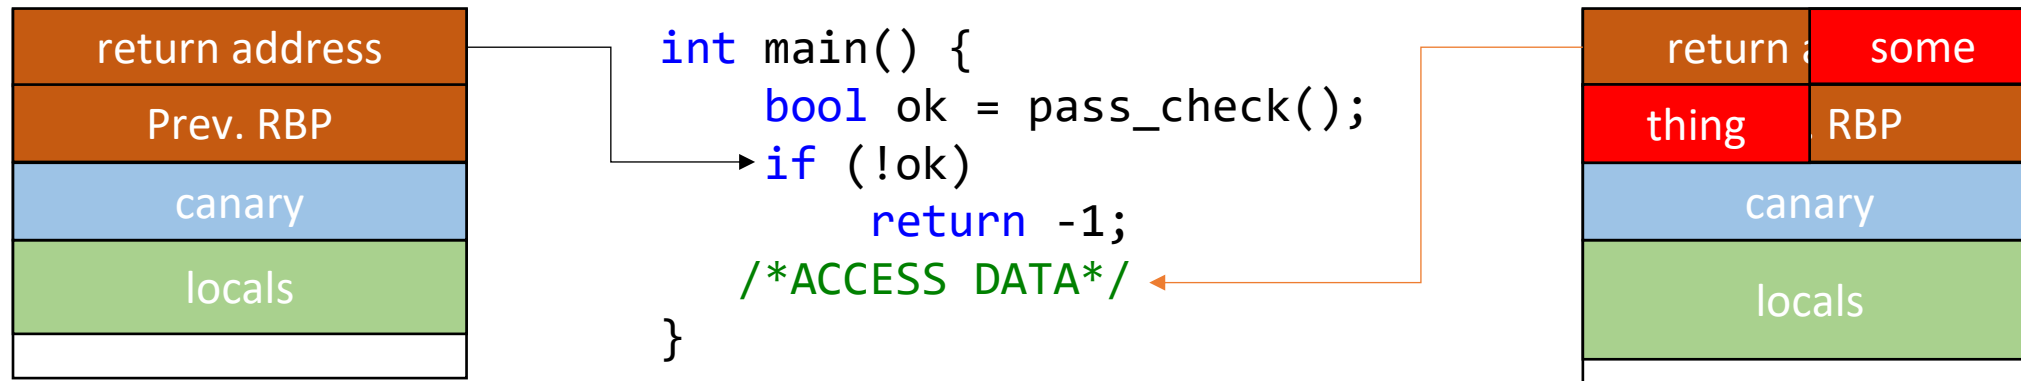 return address
Prev. RBP
canary
locals
int main() {
bool ok = pass_check();
if (!ok)
return -1;
/*ACCESS DATA*/
}
return a some
thing . RBP
canary
locals